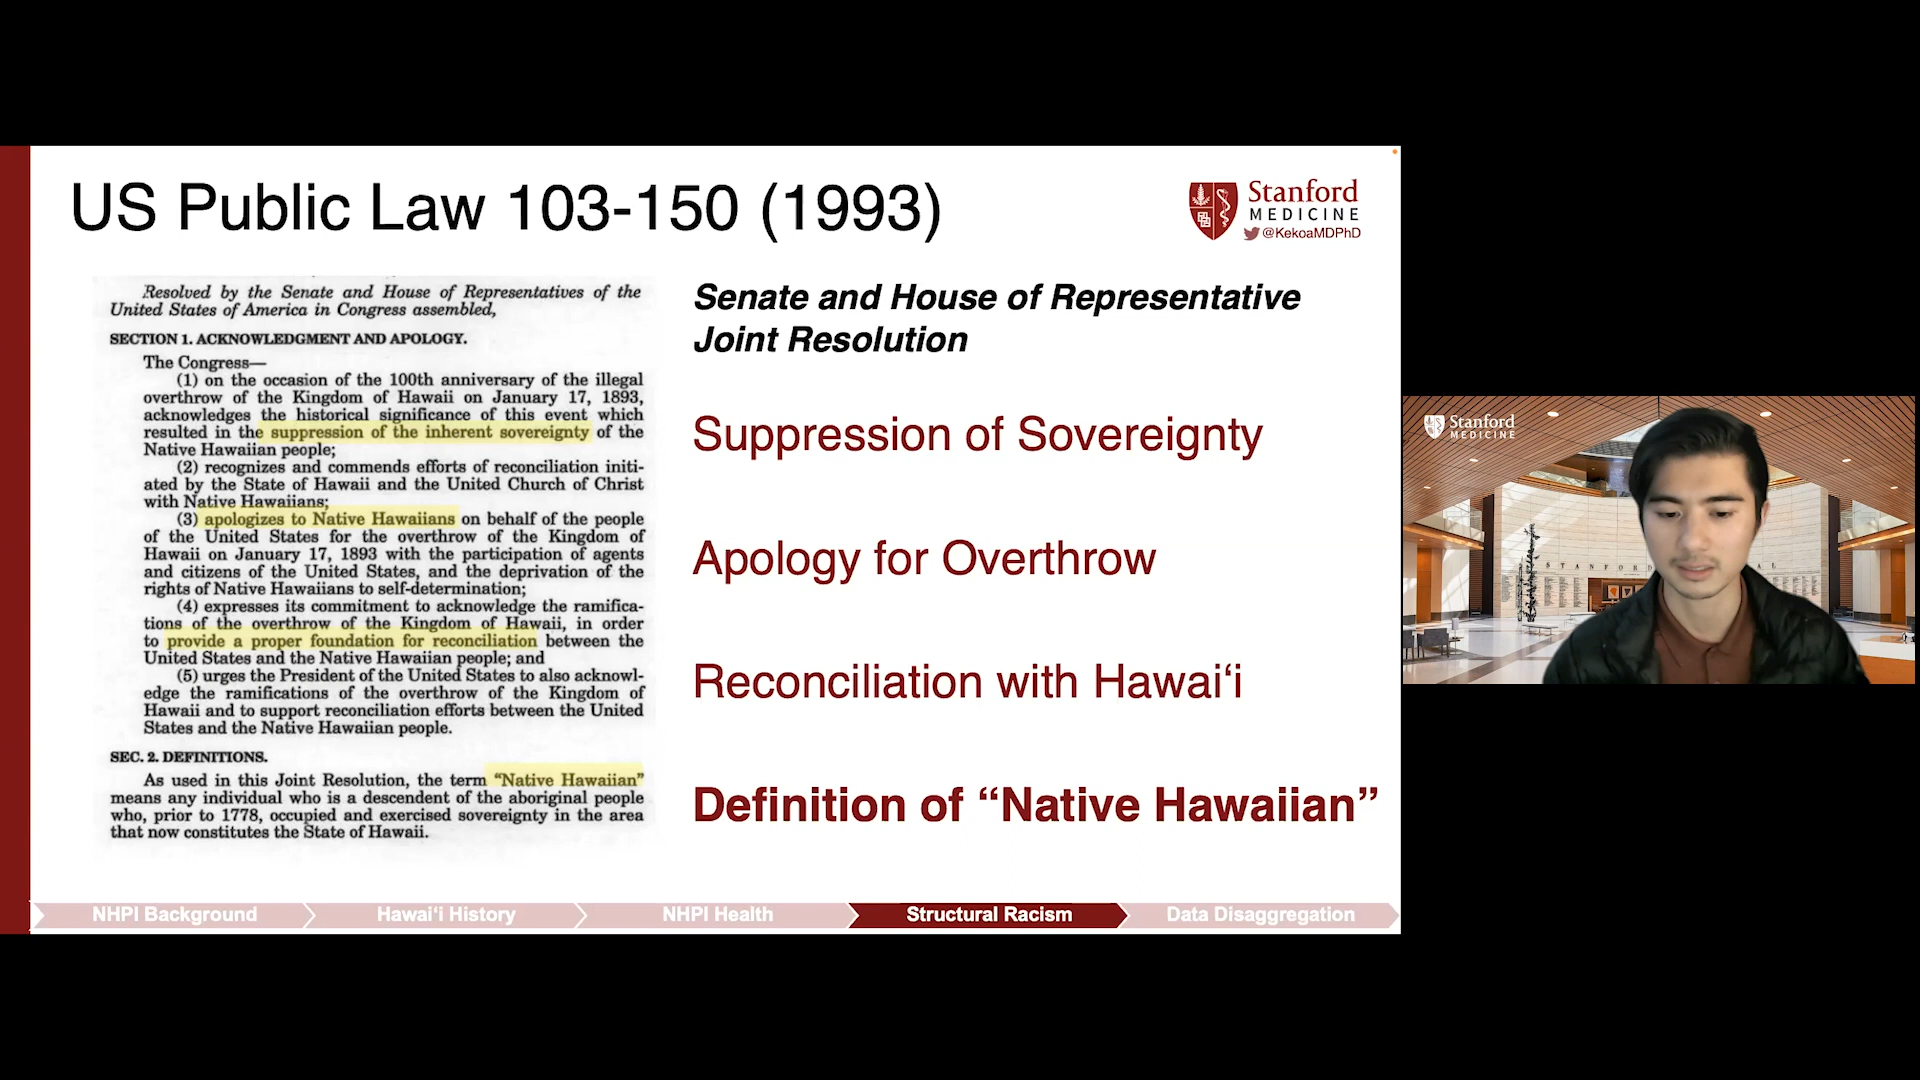 US Public Law 103-150 (1993)
Stanford
MEDICINE
@KekoaMDPhD
Resolved by the Senate and House of Representatives of the
United States of America in Congress assembled,
SECTION 1. ACKNOWLEDGMENT AND APOLOGY.
The Congress—
(1) on the occasion of the 100th anniversary of the illegal
overthrow of the Kingdom of Hawaii on January 17, 1893,
acknowledges the historical significance of this event which
resulted in the suppression of the inherent sovereignty of the
Native Hawaiian people;
(2) recognizes and commends efforts of reconciliation initi-
ated by the State of Hawaii and the United Church of Christ
with Native Hawaiians;
(3) apologizes to Native Hawaiians on behalf of the people
of the United States for the overthrow of the Kingdom of
Hawaii on January 17, 1893 with the participation of agents
and citizens of the United States, and the deprivation of the
rights of Native Hawaiians to self-determination;
(4) expresses its commitment to acknowledge the ramifica-
tions of the overthrow of the Kingdom of Hawaii, in order
to provide a proper foundation for reconciliation between the
United States and the Native Hawaiian people; and
(5) urges the President of the United States to also acknowl-
edge the ramifications of the overthrow of the Kingdom of
Hawaii and to support reconciliation efforts between the United
States and the Native Hawaiian people.
SEC. 2. DEFINITIONS.
As used in this Joint Resolution, the term “Native Hawaiian”
means any individual who is a descendent of the aboriginal people
who, prior to 1778, occupied and exercised sovereignty in the area
that now constitutes the State of Hawaii.
Senate and House of Representative
Joint Resolution
Suppression of Sovereignty
Apology for Overthrow
Reconciliation with Hawaiʻi
Definition of “Native Hawaiian”
NHPI Background
Hawaiʻi History
NHPI Health
Structural Racism
Data Disaggregation
Stanford
MEDICINE
STANFORD